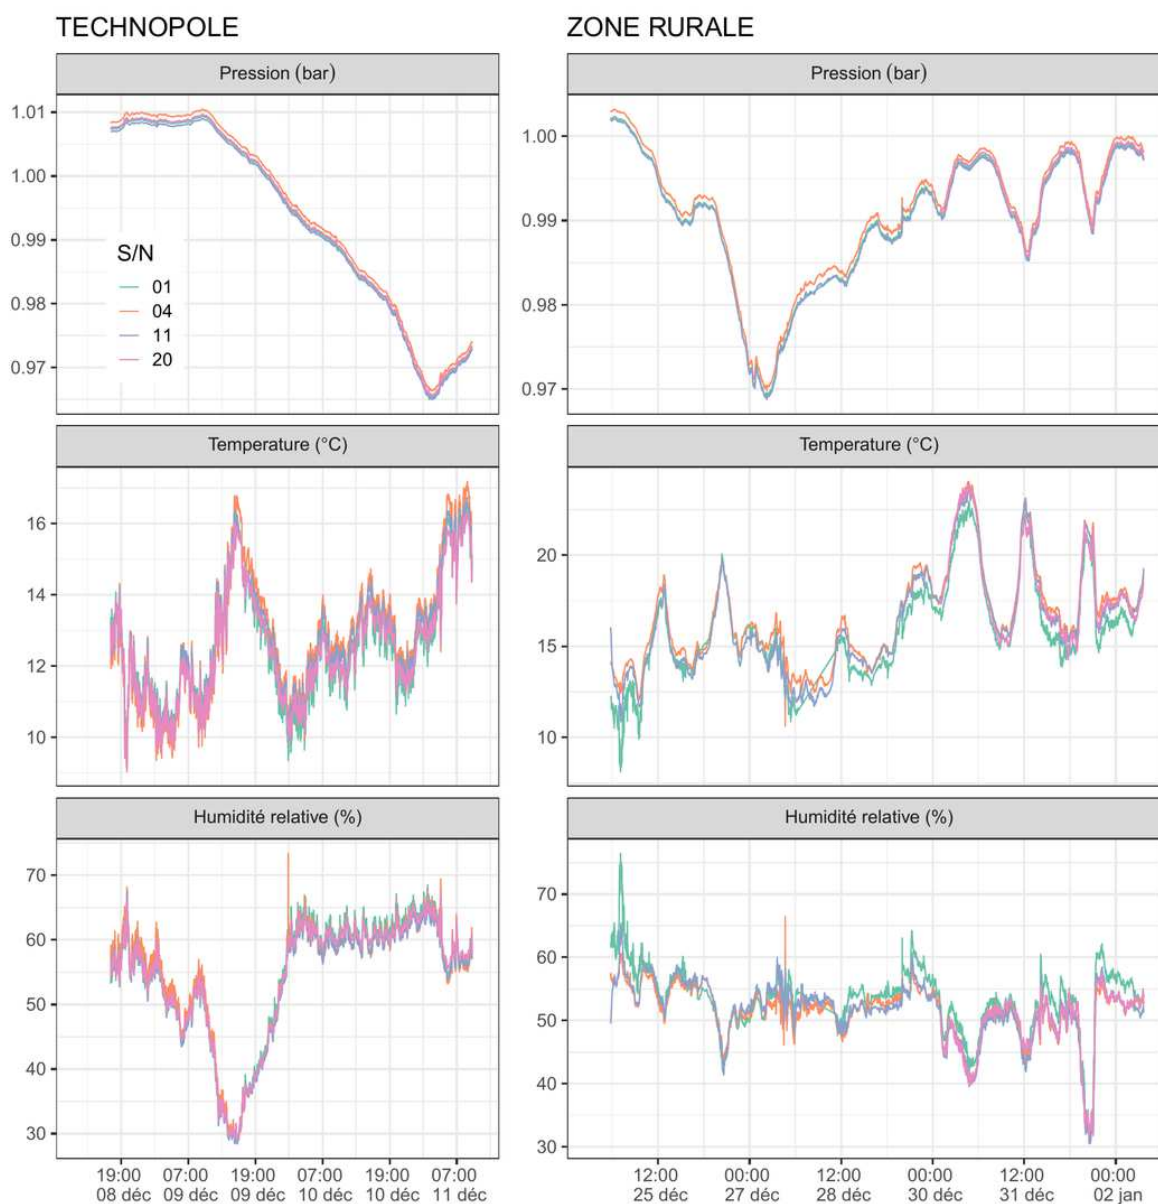 TECHNOPOLE
Pression (bar)
1.01
1.00
0.99
0.98
0.97
S/N
01
04
11
20
Temperature (°C)
16
14
12
10
Humidité relative (%)
70
60
50
40
30
19:00 07:00 19:00 07:00 19:00 07:00
08 déc 09 déc 09 déc 10 déc 10 déc 11 déc
ZONE RURALE
Pression (bar)
1.00
0.99
0.98
0.97
Temperature (°C)
20
15
10
Humidité relative (%)
70
60
50
40
30
12:00 00:00 12:00 00:00 12:00 00:00
25 déc 27 déc 28 déc 30 déc 31 déc 02 jan